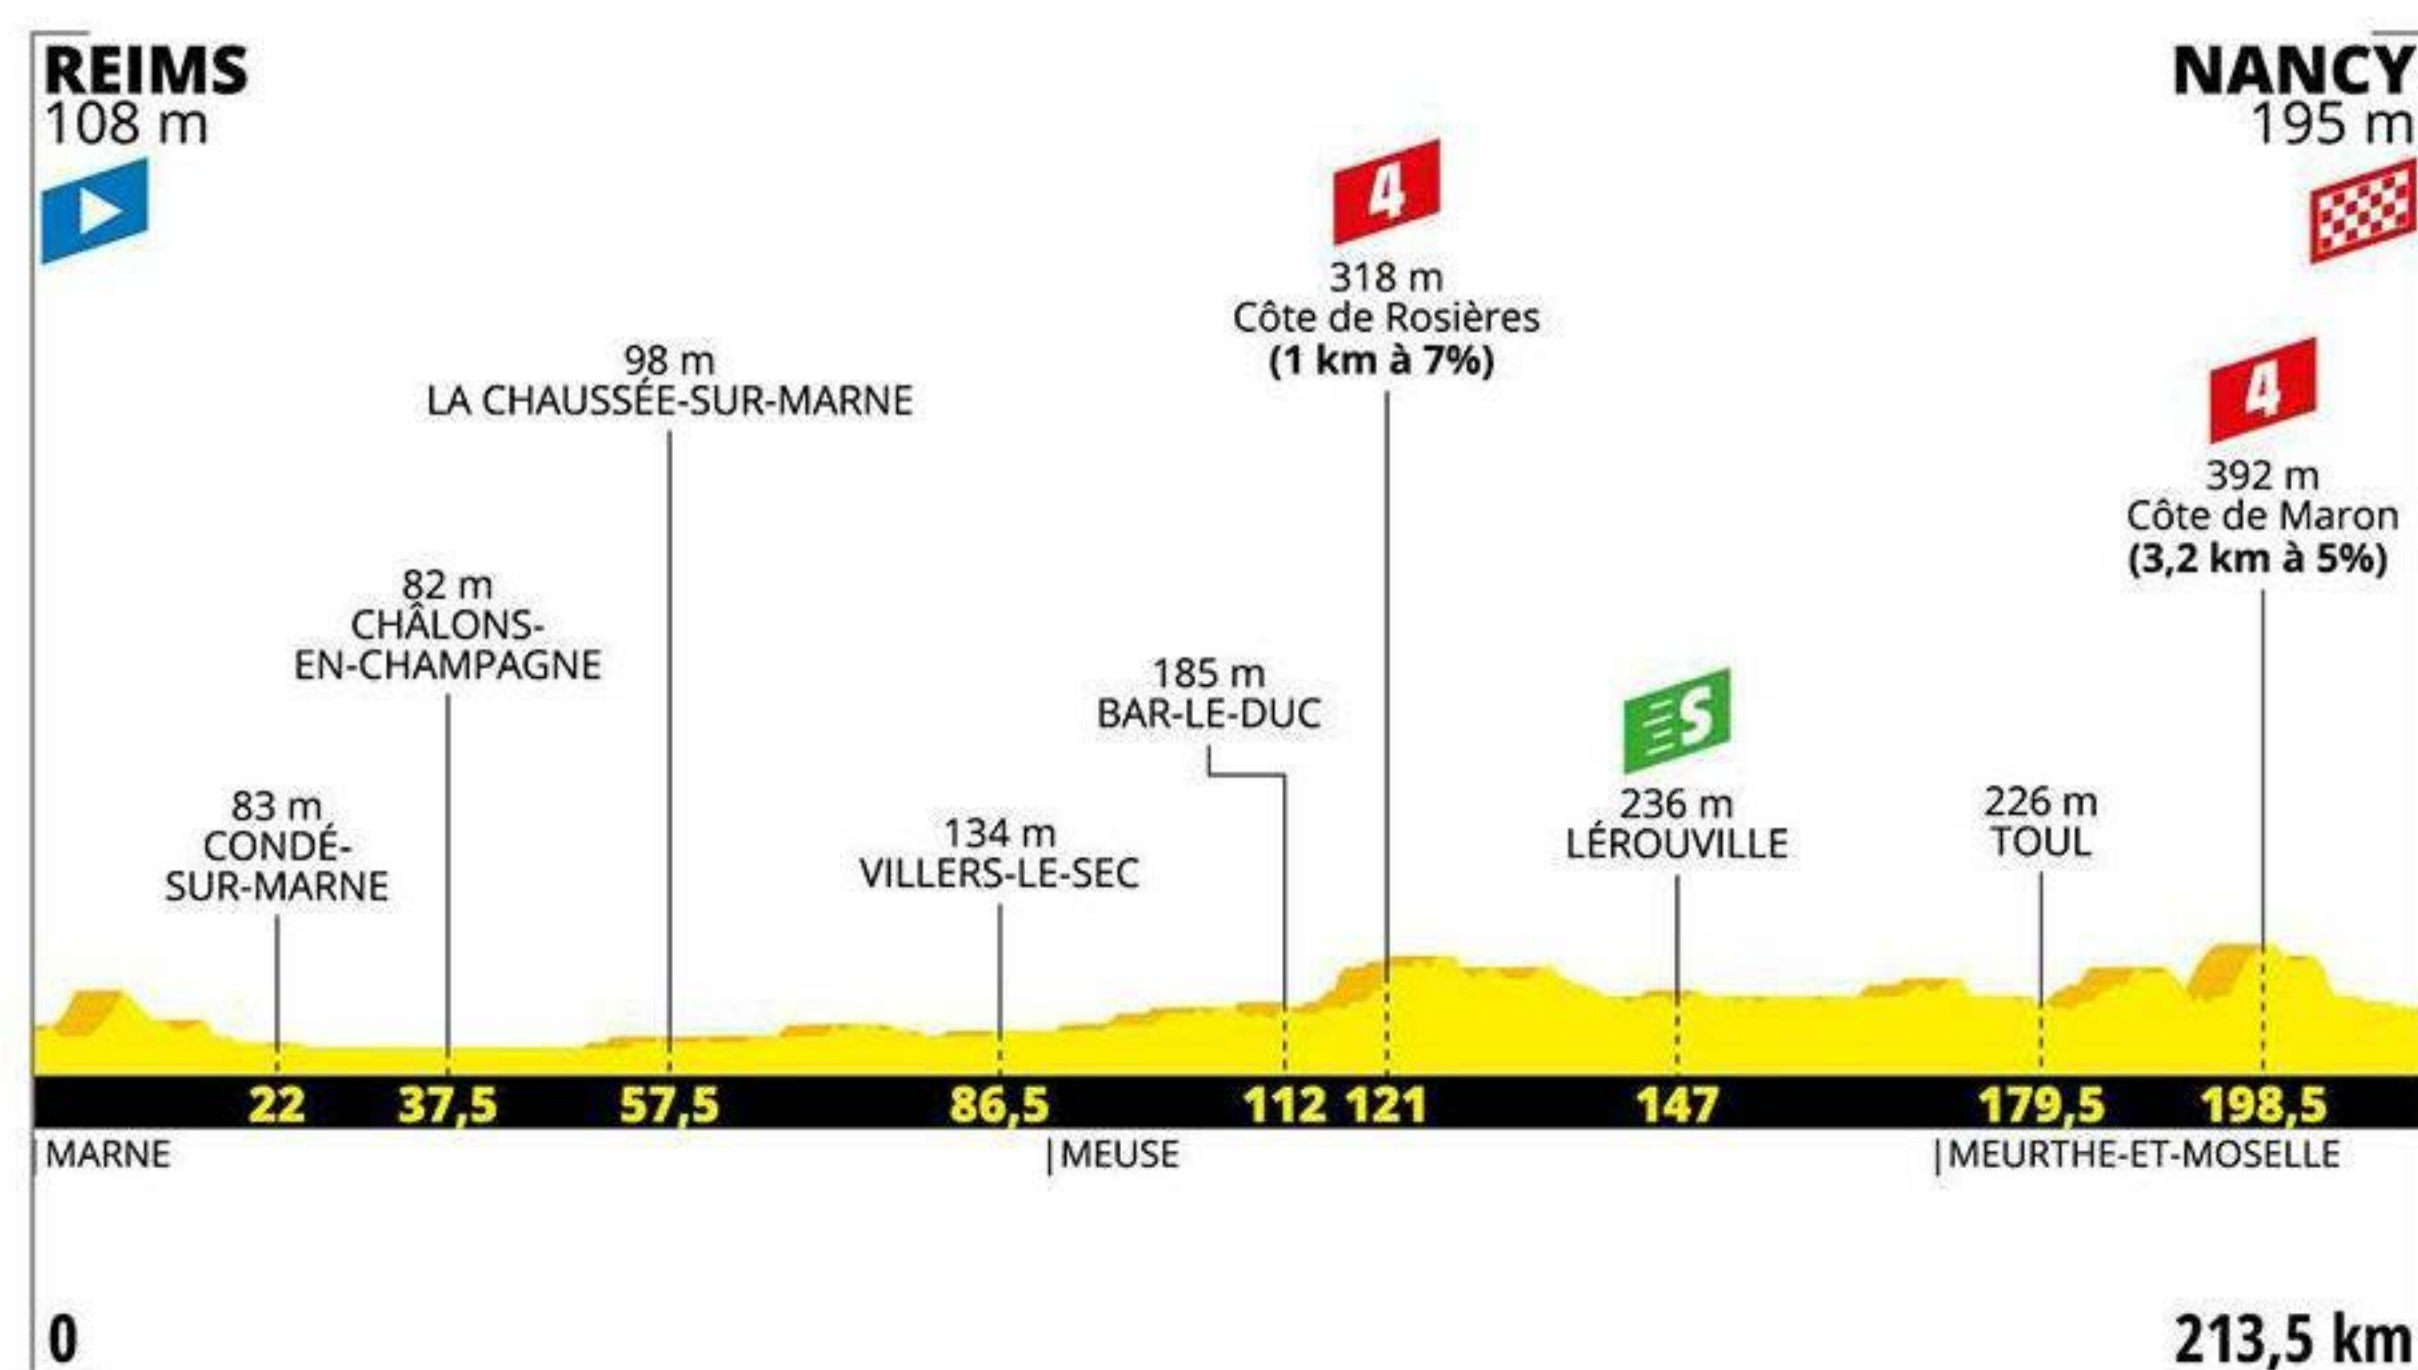 REIMS
108 m
NANCY
195 m
4
318 m
Côte de Rosières
(1 km à 7%)
98 m
LA CHAUSSÉE-SUR-MARNE
4
392 m
Côte de Maron
(3,2 km à 5%)
82 m
CHÂLONS-
EN-CHAMPAGNE
185 m
BAR-LE-DUC
S
83 m
CONDÉ-
SUR-MARNE
134 m
VILLERS-LE-SEC
236 m
LÉROUVILLE
226 m
TOUL
22 37,5 57,5 86,5 112 121 147 179,5 198,5
MARNE MEUSE MEURTHE-ET-MOSELLE
0 213,5 km